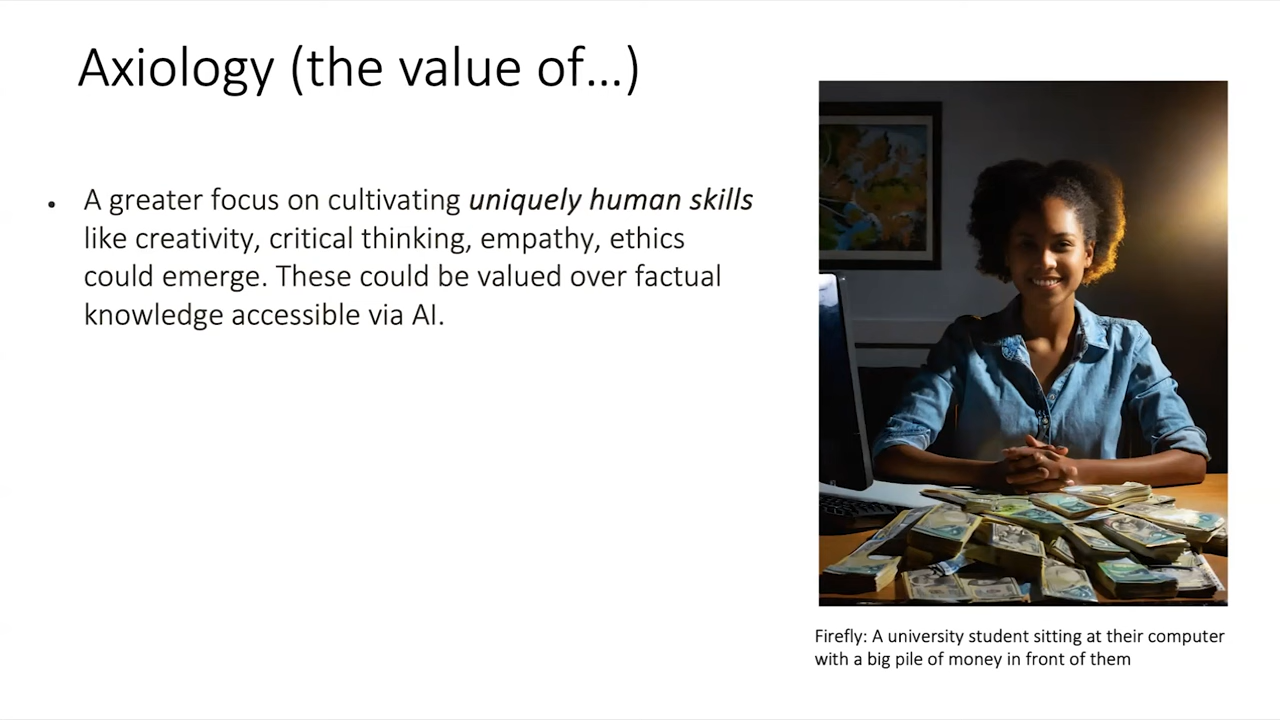 Axiology (the value of...)
• A greater focus on cultivating uniquely human skills
like creativity, critical thinking, empathy, ethics
could emerge. These could be valued over factual
knowledge accessible via AI.
Firefly: A university student sitting at their computer
with a big pile of money in front of them